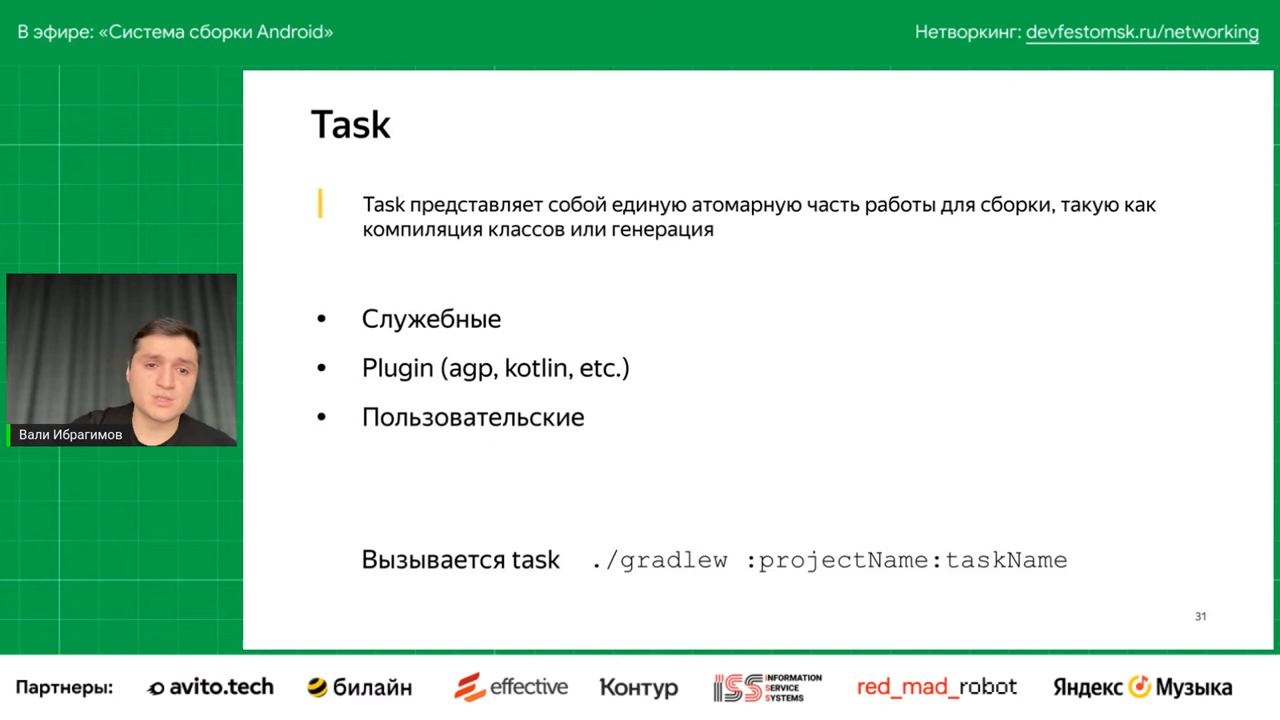 В эфире: «Система сборки Android»
Нетворкинг: devfestomsk.ru/networking
Task
Task представляет собой единую атомарную часть работы для сборки, такую как
компиляция классов или генерация
• Служебные
• Plugin (agp, kotlin, etc.)
• Пользовательские
Вали Ибрагимов
Вызывается task ./gradlew :projectName:taskName
31
Партнеры: avito.tech билайн effective Контур ISS INFORMATION SERVICE SYSTEMS red_mad_robot Яндекс Музыка